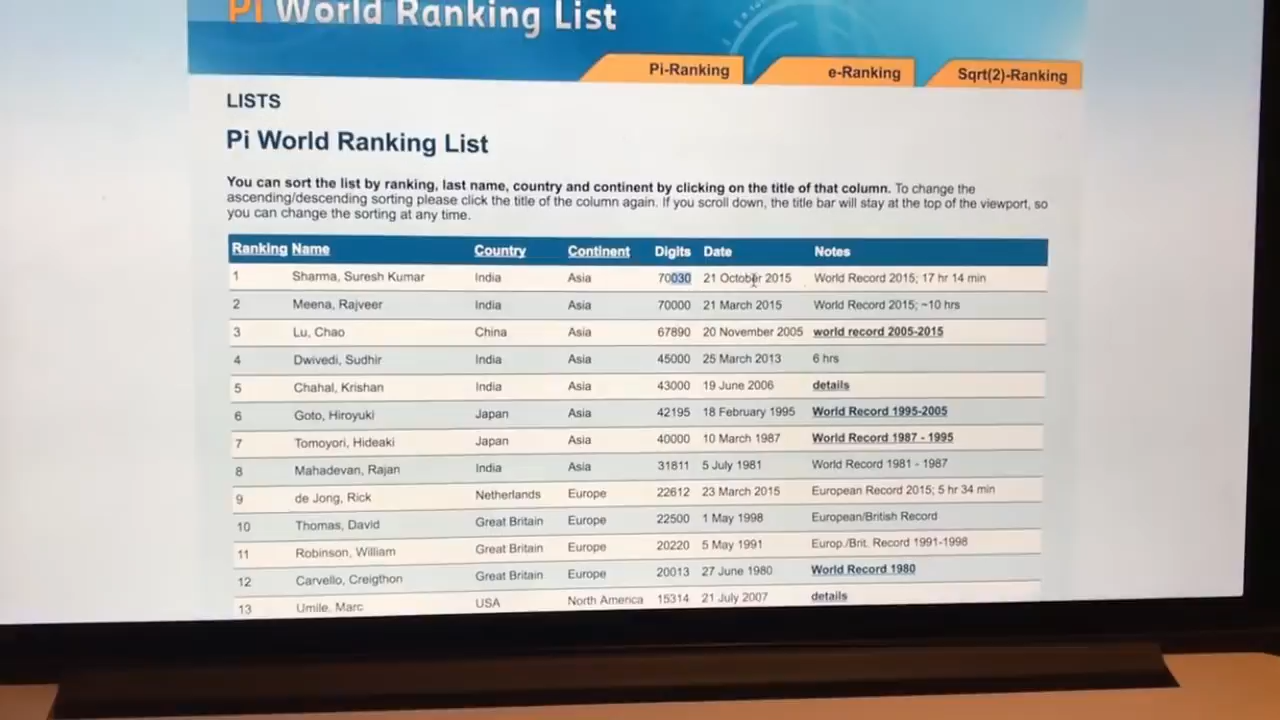 Pi World Ranking List
Pi-Ranking e-Ranking Sqrt(2)-Ranking
LISTS
Pi World Ranking List
You can sort the list by ranking, last name, country and continent by clicking on the title of that column. To change the
ascending/descending sorting please click the title of the column again. If you scroll down, the title bar will stay at the top of the viewport, so
you can change the sorting at any time.
Ranking Name Country Continent Digits Date Notes
1 Sharma, Suresh Kumar India Asia 70030 21 October 2015 World Record 2015; 17 hr 14 min
2 Meena, Rajveer India Asia 70000 21 March 2015 World Record 2015; ~10 hrs
3 Lu, Chao China Asia 67890 20 November 2005 world record 2005-2015
4 Dwivedi, Sudhir India Asia 45000 25 March 2013 6 hrs
5 Chahal, Krishan India Asia 43000 19 June 2006 details
6 Goto, Hiroyuki Japan Asia 42195 18 February 1995 World Record 1995-2005
7 Tomoyori, Hideaki Japan Asia 40000 10 March 1987 World Record 1987 - 1995
8 Mahadevan, Rajan India Asia 31811 5 July 1981 World Record 1981 - 1987
9 de Jong, Rick Netherlands Europe 22612 23 March 2015 European Record 2015; 5 hr 34 min
10 Thomas, David Great Britain Europe 22500 1 May 1998 European/British Record
11 Robinson, William Great Britain Europe 20220 5 May 1991 Europ./Brit. Record 1991-1998
12 Carvello, Creigthon Great Britain Europe 20013 27 June 1980 World Record 1980
13 Umile, Marc USA North America 15314 21 July 2007 details